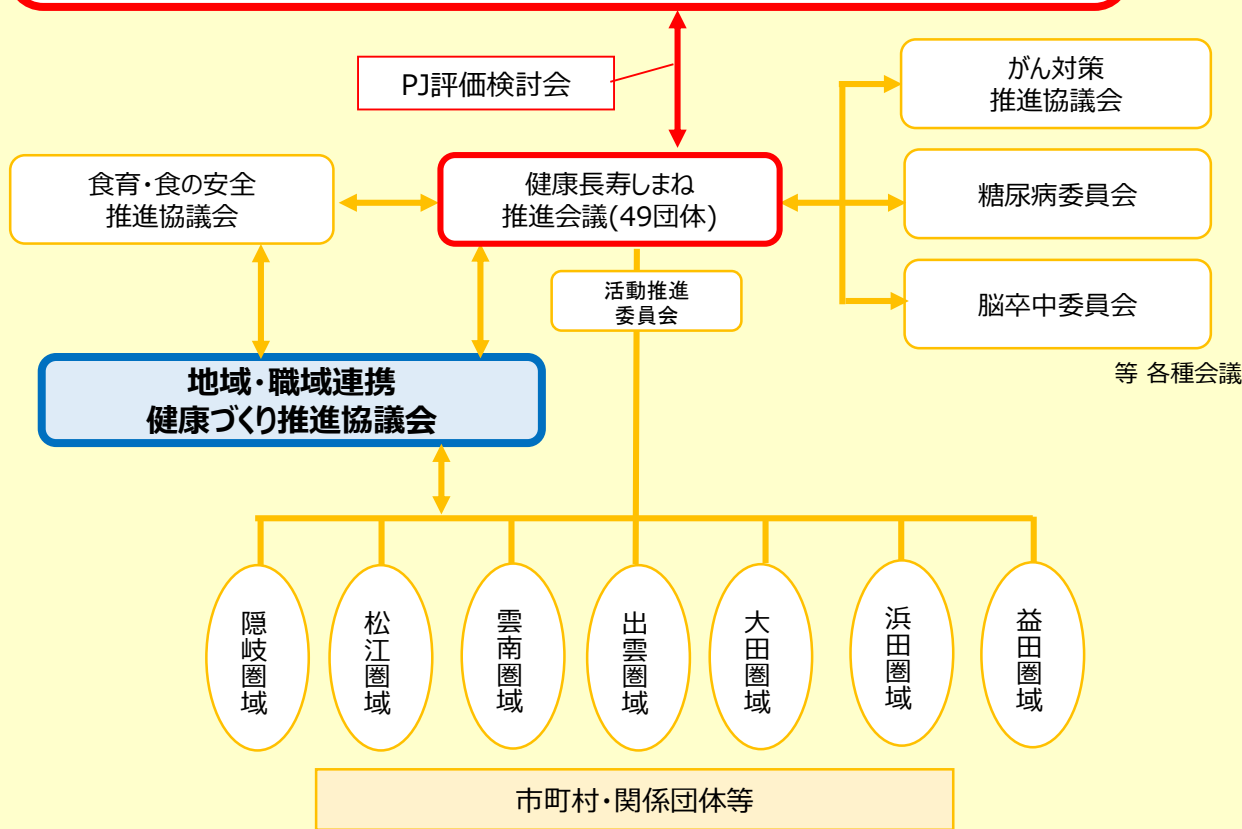 PJ評価検討会
がん対策
推進協議会
食育・食の安全
推進協議会
健康長寿しまね
推進会議(49団体)
糖尿病委員会
活動推進
委員会
脳卒中委員会
等 各種会議
地域・職域連携
健康づくり推進協議会
隠岐圏域
松江圏域
雲南圏域
出雲圏域
大田圏域
浜田圏域
益田圏域
市町村・関係団体等